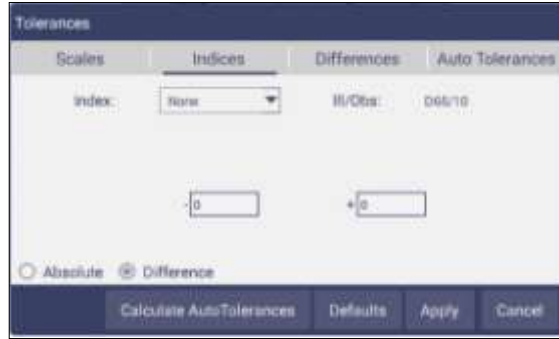 Tolerances
Scales Indices Differences Auto Tolerances
Index: None Ill/Obs: D65/10
- 0 + 0
Absolute Difference
Calculate AutoTolerances Defaults Apply Cancel